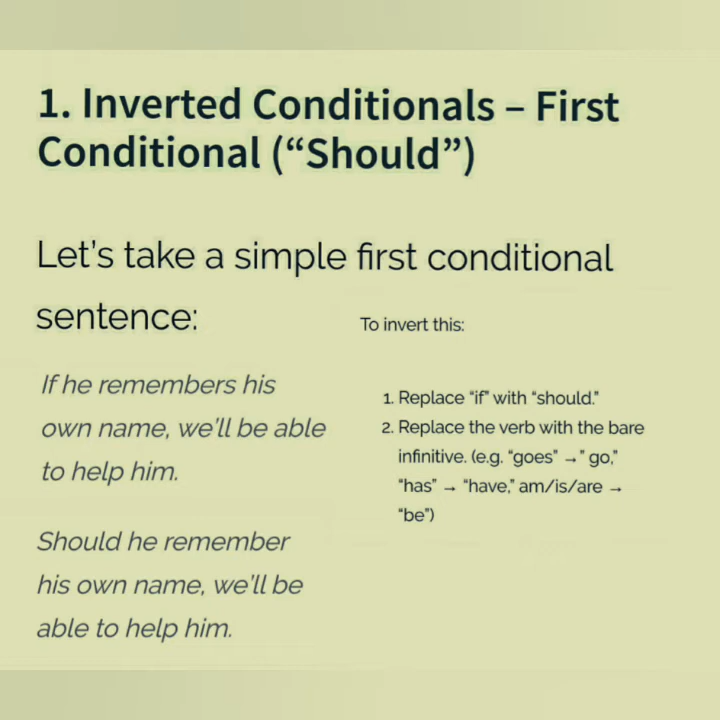 1. Inverted Conditionals – First
Conditional (“Should”)
Let’s take a simple first conditional
sentence:
To invert this:
If he remembers his
own name, we’ll be able
to help him.
Should he remember
his own name, we’ll be
able to help him.
1. Replace “if” with “should.”
2. Replace the verb with the bare
infinitive. (e.g. “goes” →” go,”
“has” → “have,” am/is/are →
“be”)